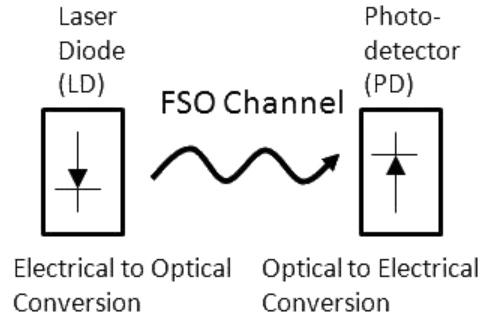 Laser
Diode
(LD)
Photo-
detector
(PD)
FSO Channel
Electrical to Optical
Conversion
Optical to Electrical
Conversion